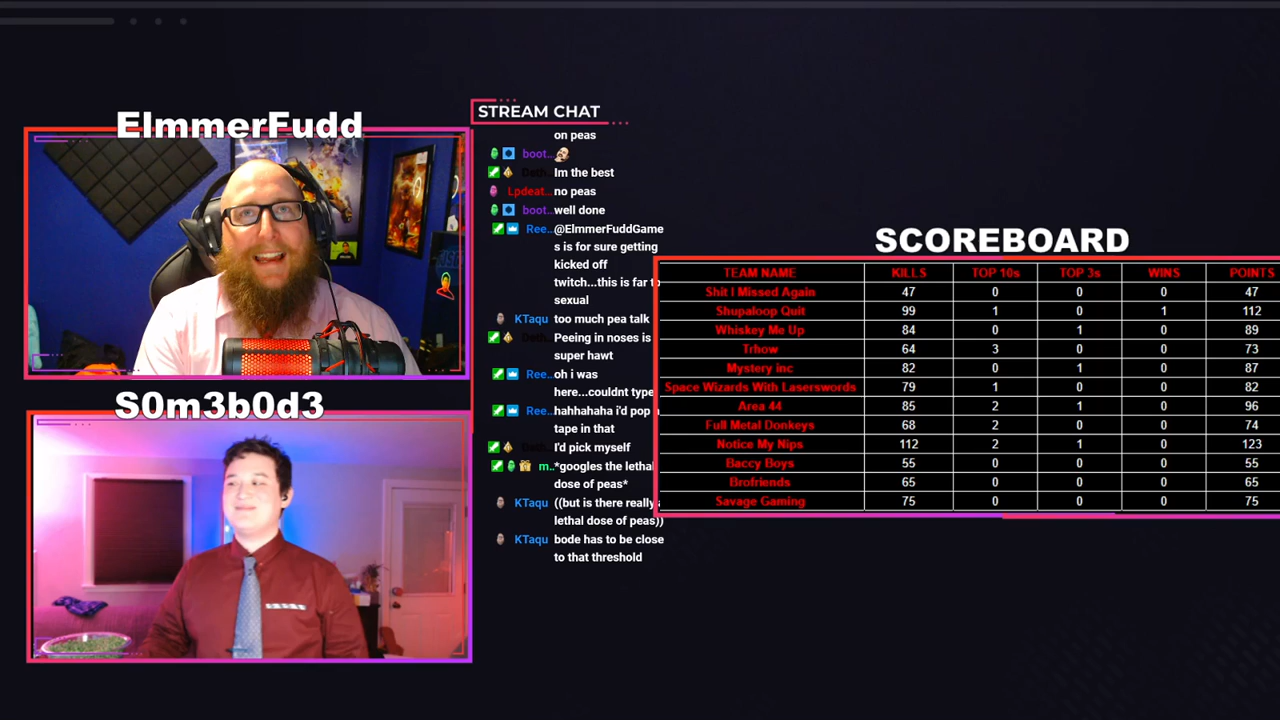 ElmmerFudd
S0m3b0d3
STREAM CHAT
on peas
boot..
Deth.. Im the best
Lpdeat.. no peas
boot.. well done
Ree.. @ElmmerFuddGame
s is for sure getting
kicked off
twitch...this is far to
sexual
KTaqu too much pea talk
Deth.. Peeing in noses is
super hawt
Ree.. oh i was
here...couldnt type
Ree.. hahhahaha i'd pop
tape in that
Deth.. I'd pick myself
m.. *googles the lethal
dose of peas*
KTaqu ((but is there really
lethal dose of peas))
KTaqu bode has to be close
to that threshold
SCOREBOARD
TEAM NAME KILLS TOP 10s TOP 3s WINS POINTS
Shit I Missed Again 47 0 0 0 47
Shupaloop Quit 99 1 0 1 112
Whiskey Me Up 84 0 1 0 89
Trhow 64 3 0 0 73
Mystery inc 82 0 1 0 87
Space Wizards With Laserswords 79 1 0 0 82
Area 44 85 2 1 0 96
Full Metal Donkeys 68 2 0 0 74
Notice My Nips 112 2 1 0 123
Baccy Boys 55 0 0 0 55
Brofriends 65 0 0 0 65
Savage Gaming 75 0 0 0 75